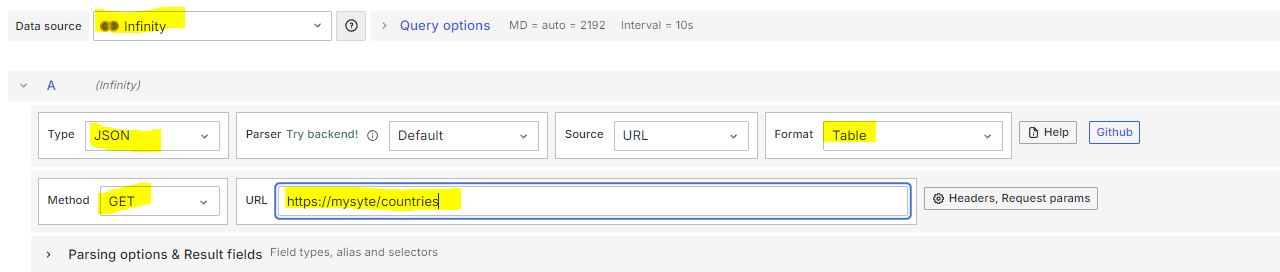 Data source Infinity Query options MD = auto = 2192 Interval = 10s
A (Infinity)
Type JSON Parser Try backend! Default Source URL Format Table Help Github
Method GET URL https://mysyte/countries Headers, Request params
Parsing options & Result fields Field types, alias and selectors